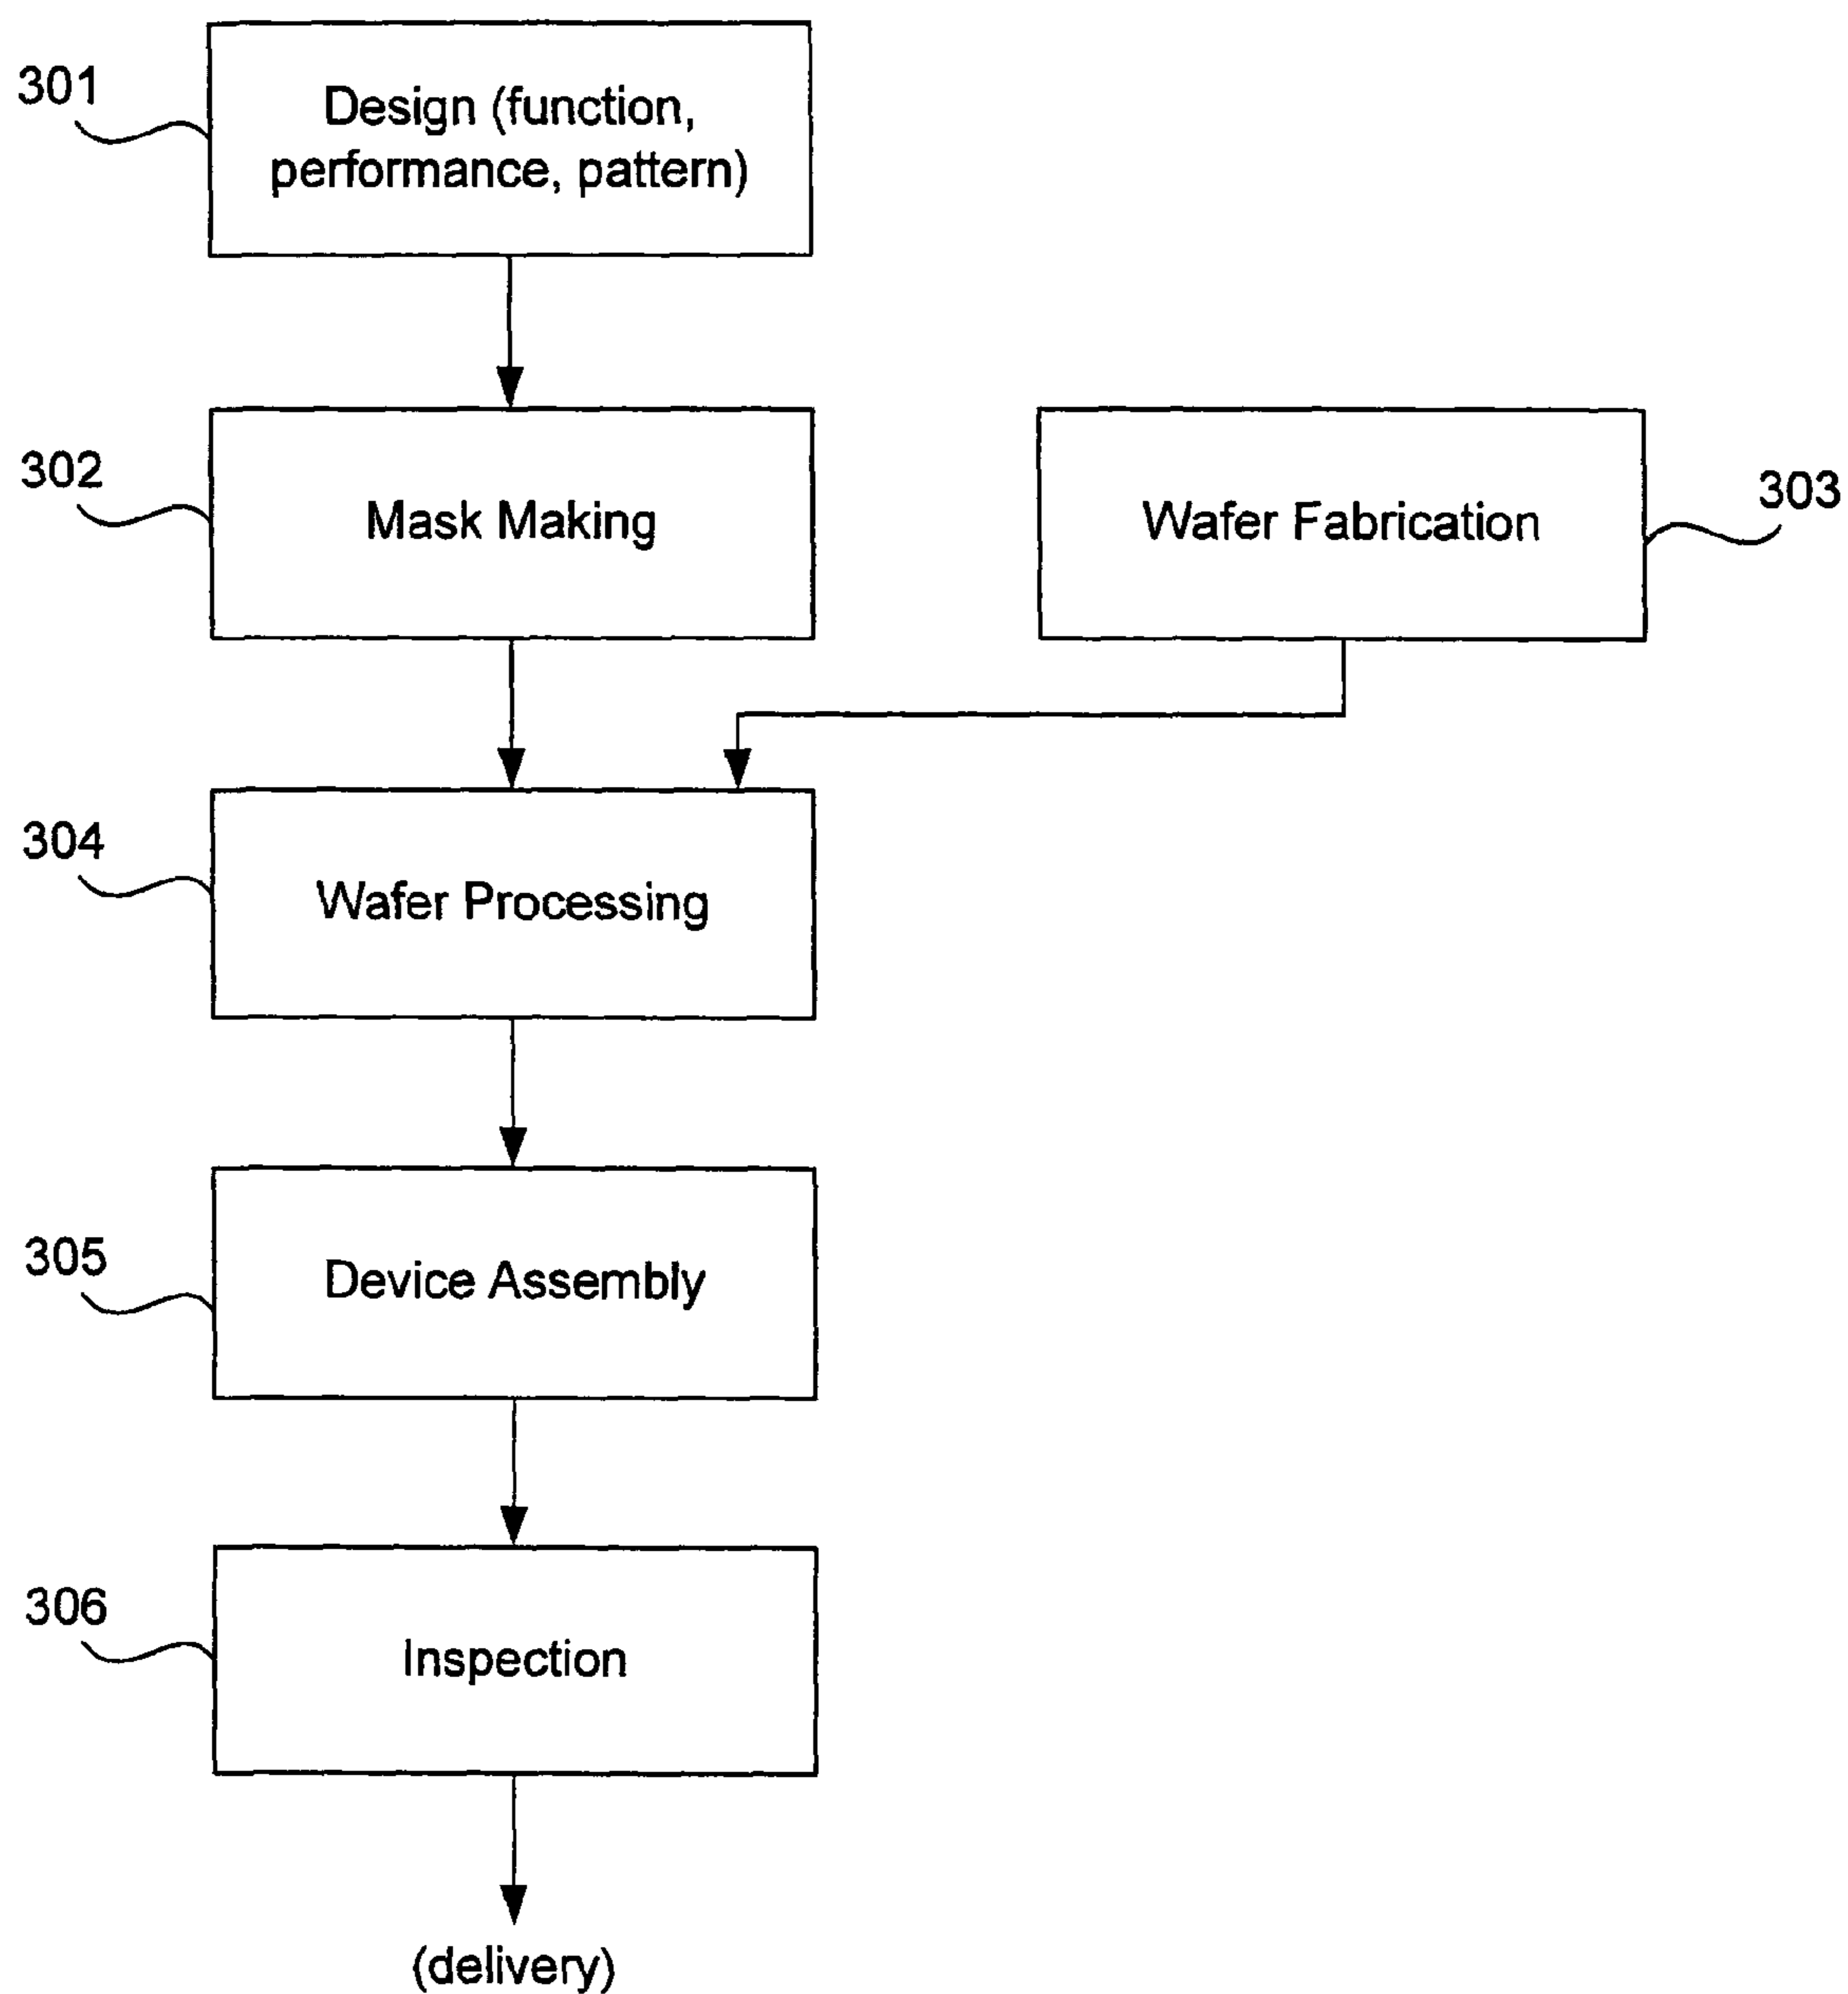 301
Design (function,
performance, pattern)
302
Mask Making
Wafer Fabrication
303
304
Wafer Processing
305
Device Assembly
306
Inspection
(delivery)